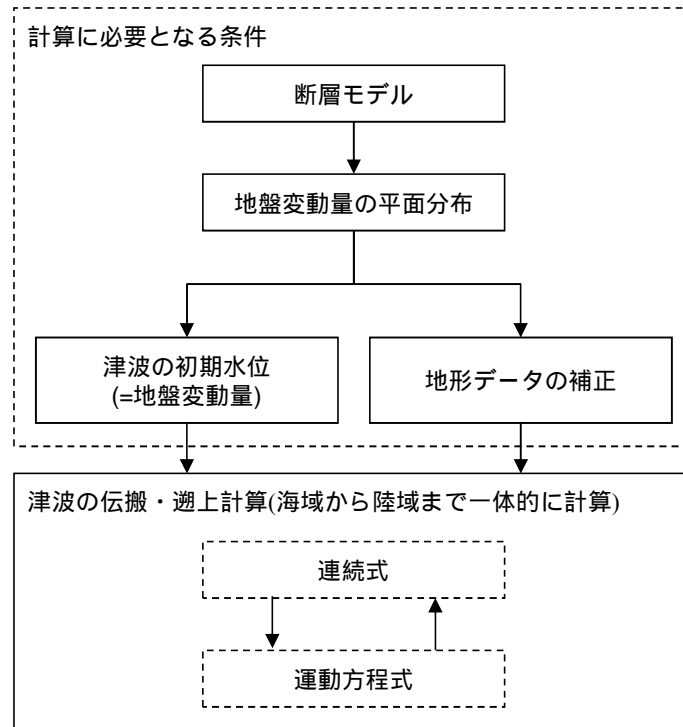 計算に必要となる条件
断層モデル
地盤変動量の平面分布
津波の初期水位
(=地盤変動量)
地形データの補正
津波の伝搬・遡上計算(海域から陸域まで一体的に計算)
連続式
運動方程式